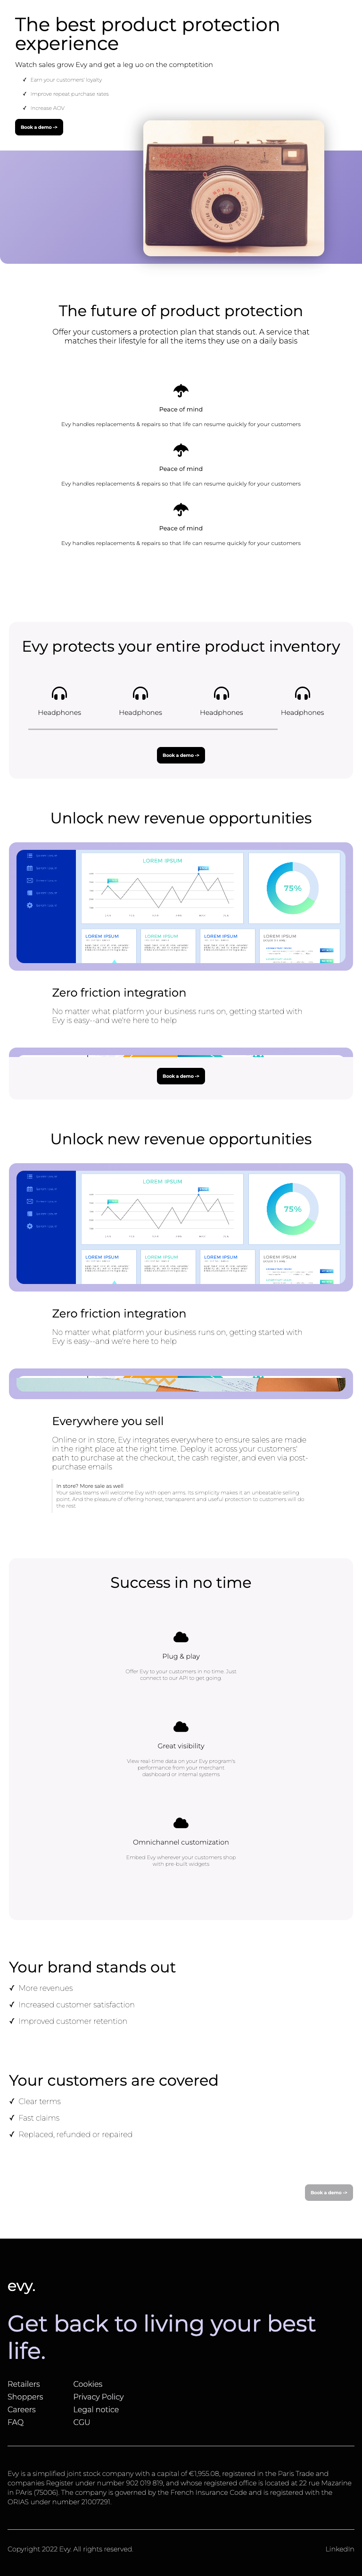 The best product protection
experience
Watch sales grow Evy and get a leg uo on the comptetition
✓ Earn your customers' loyalty
✓ Improve repeat purchase rates
✓ Increase AOV
Book a demo ->
The future of product protection
Offer your customers a protection plan that stands out. A service that
matches their lifestyle for all the items they use on a daily basis
Peace of mind
Evy handles replacements & repairs so that life can resume quickly for your customers
Peace of mind
Evy handles replacements & repairs so that life can resume quickly for your customers
Peace of mind
Evy handles replacements & repairs so that life can resume quickly for your customers
Evy protects your entire product inventory
Headphones Headphones Headphones Headphones
Book a demo ->
Unlock new revenue opportunities
LOREM IPSUM
75%
LOREM IPSUM LOREM IPSUM LOREM IPSUM LOREM IPSUM
Zero friction integration
No matter what platform your business runs on, getting started with
Evy is easy--and we're here to help
Book a demo ->
Unlock new revenue opportunities
LOREM IPSUM
75%
LOREM IPSUM LOREM IPSUM LOREM IPSUM LOREM IPSUM
Zero friction integration
No matter what platform your business runs on, getting started with
Evy is easy--and we're here to help
Everywhere you sell
Online or in store, Evy integrates everywhere to ensure sales are made
in the right place at the right time. Deploy it across your customers'
path to purchase at the checkout, the cash register, and even via post-
purchase emails
In store? More sale as well!
Your sales teams will welcome Evy with open arms. Its simplicity makes it an unbeatable selling
point. And the pleasure of offering honest, transparent and useful protection to customers will do
the rest
Success in no time
Plug & play
Offer Evy to your customers in no time. Just
connect to our API to get going.
Great visibility
View real-time data on your Evy program's
performance from your merchant
dashboard or internal systems
Omnichannel customization
Embed Evy wherever your customers shop
with pre-built widgets
Your brand stands out
✓ More revenues
✓ Increased customer satisfaction
✓ Improved customer retention
Your customers are covered
✓ Clear terms
✓ Fast claims
✓ Replaced, refunded or repaired
Book a demo ->
evy.
Get back to living your best
life.
Retailers Cookies
Shoppers Privacy Policy
Careers Legal notice
FAQ CGU
Evy is a simplified joint stock company with a capital of €1,955.08, registered in the Paris Trade and
companies Register under number 902 019 819, and whose registered office is located at 22 rue Mazarine
in PAris (75006). The company is governed by the French Insurance Code and is registered with the
ORIAS under number 21007291.
Copyright 2022 Evy. All rights reserved. LinkedIn